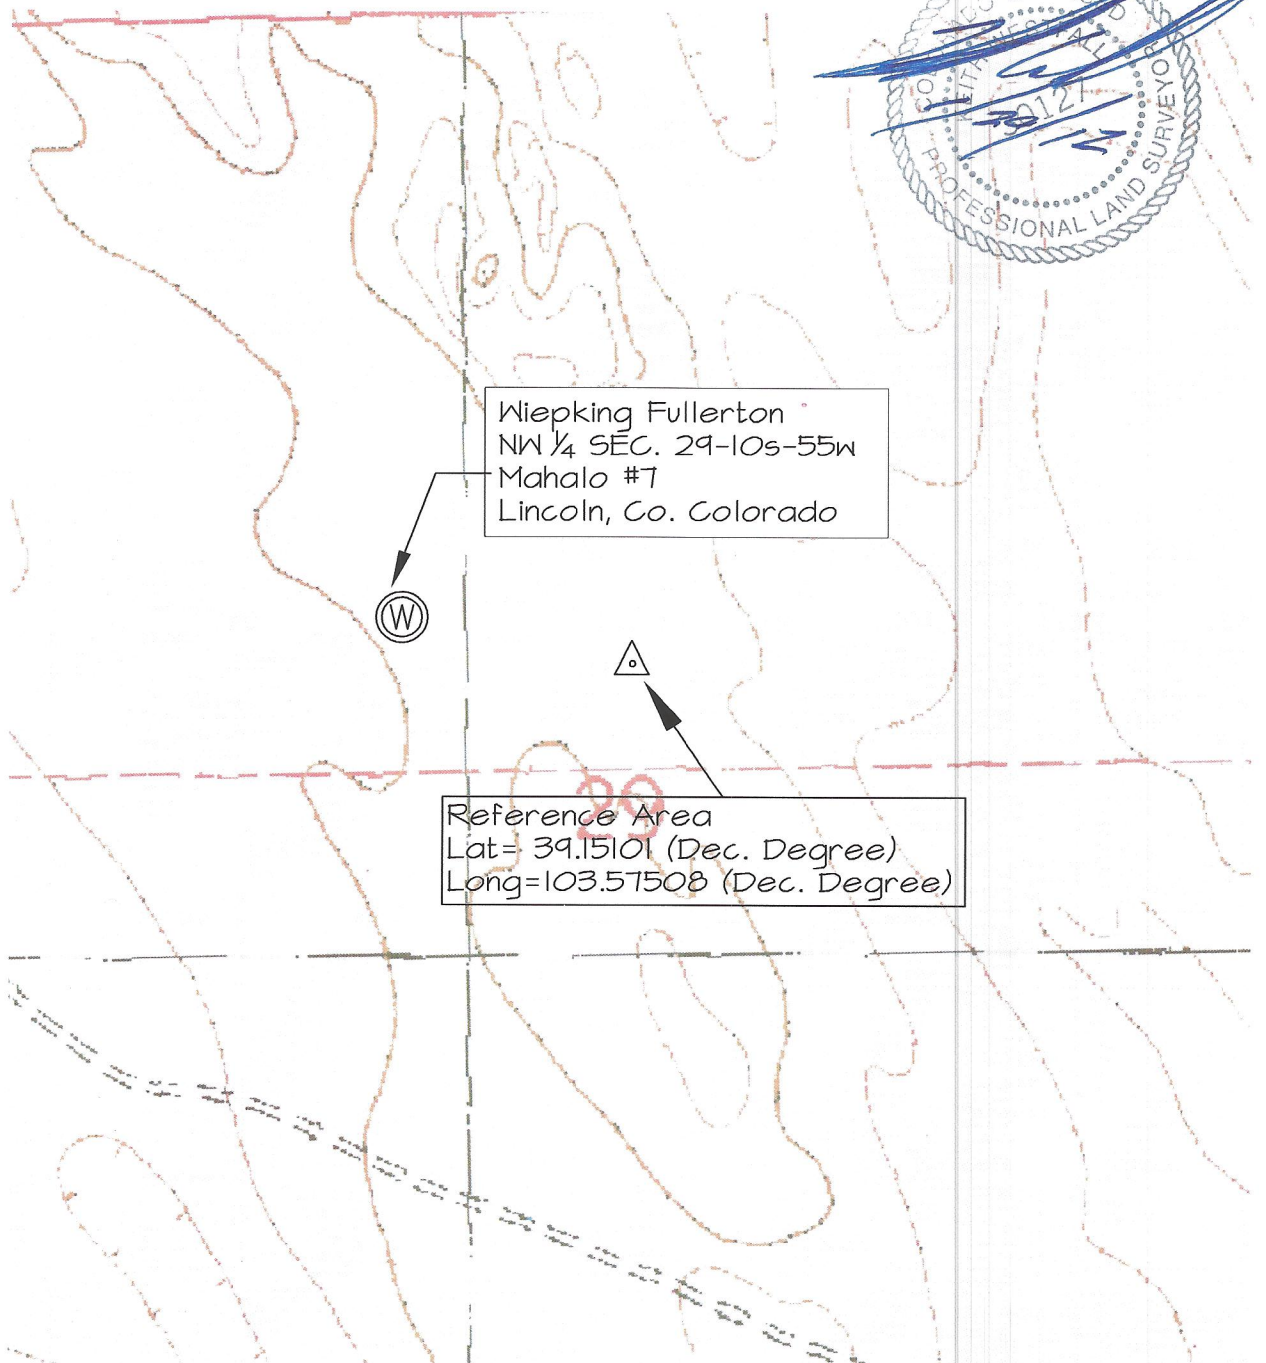 PROFESSIONAL LAND SURVEYOR
Wiepking Fullerton
NW 1/4 SEC. 29-10s-55w
Mahalo #7
Lincoln, Co. Colorado
W
29
Reference Area
Lat= 39.15101 (Dec. Degree)
Long=103.57508 (Dec. Degree)